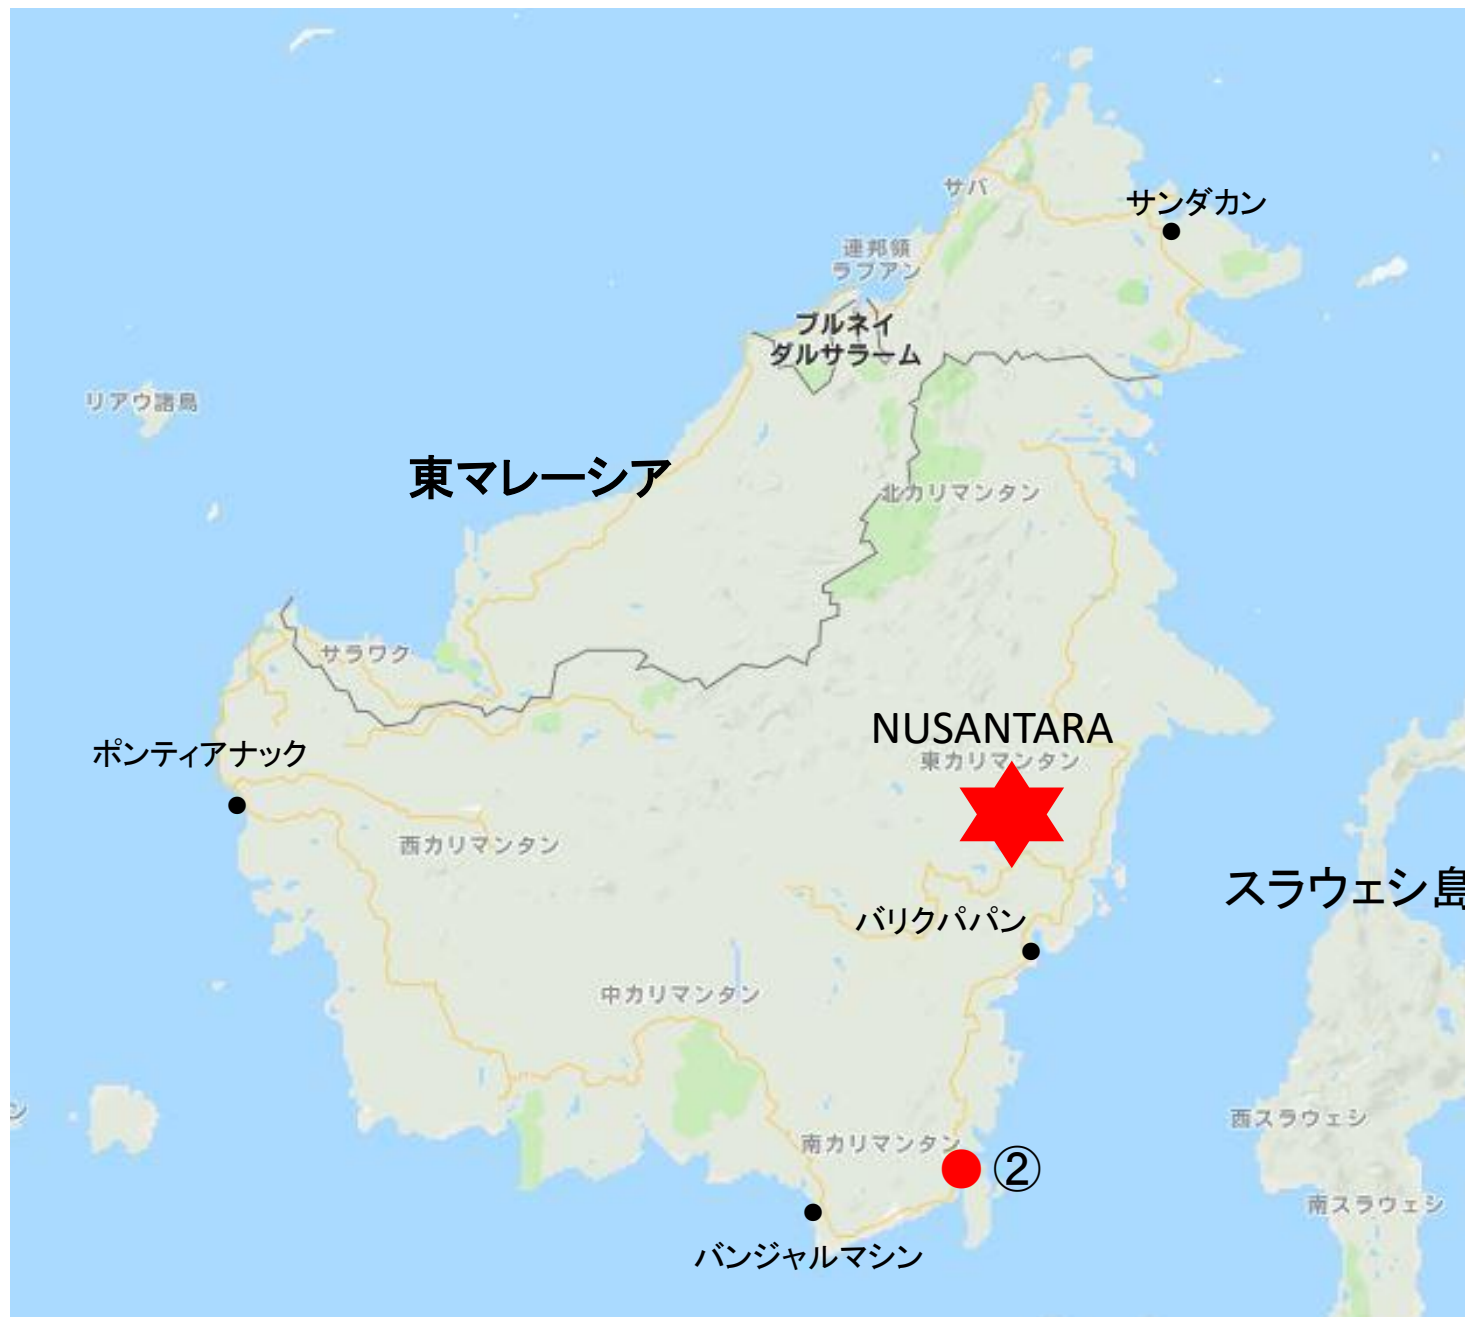 サバ
サンダカン
連邦領
ラブアン
ブルネイ
ダルサラーム
リアウ諸島
東マレーシア
北カリマンタン
サラワク
NUSANTARA
ポンティアナック
東カリマンタン
西カリマンタン
スラウェシ島
バリクパパン
中カリマンタン
ン
西スラウェシ
南カリマンタン
②
南スラウェシ
バンジャルマシン